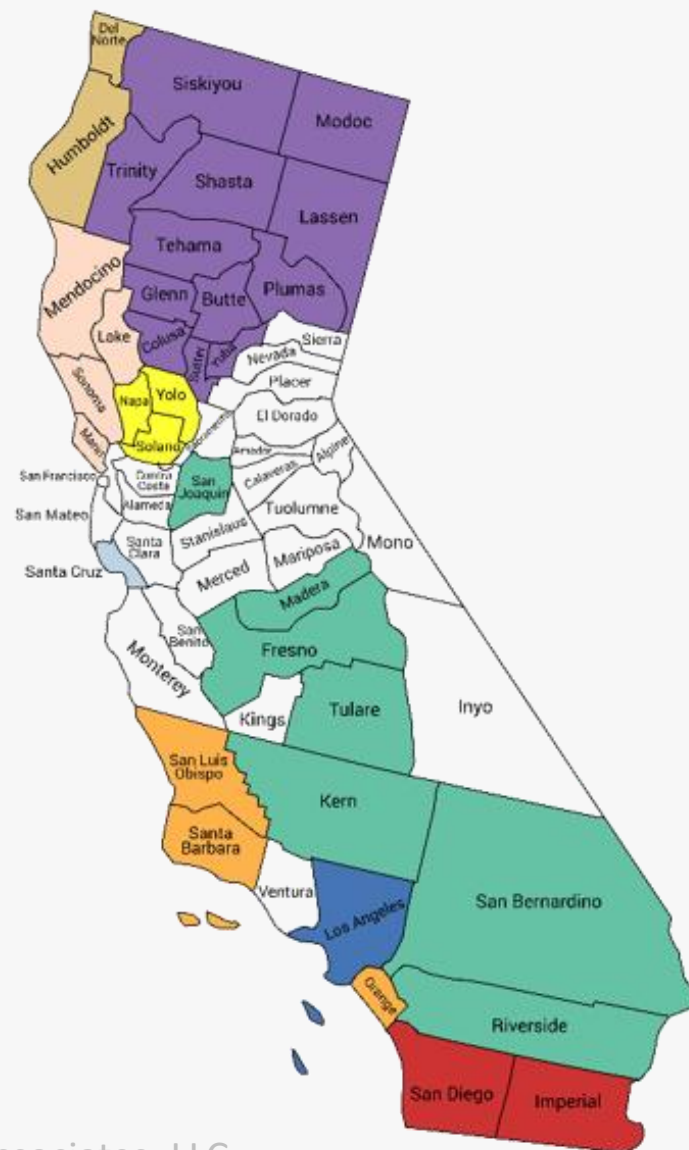 Del
Norte
Siskiyou
Modoc
Humboldt
Trinity
Shasta
Lassen
Tehama
Mendocino
Glenn
Butte
Plumas
Lake
Colusa
Sutter
Yuba
Sierra
Nevada
Placer
Sonoma
Napa
Yolo
El Dorado
Sacramento
Marin
Solano
Amador
Alpine
San Francisco
Contra
Costa
San
Joaquin
Calaveras
Alameda
Tuolumne
San Mateo
Stanislaus
Santa
Clara
Mono
Santa Cruz
Merced
Mariposa
Madera
San
Benito
Fresno
Monterey
Kings
Tulare
Inyo
San Luis
Obispo
Kern
Santa
Barbara
Ventura
Los Angeles
San Bernardino
Orange
Riverside
San Diego
Imperial
LLC